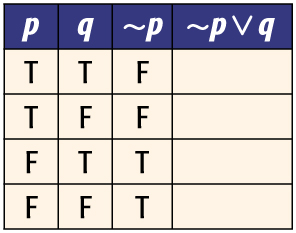 p q ~p ~p∨q
T T F
T F F
F T T
F F T